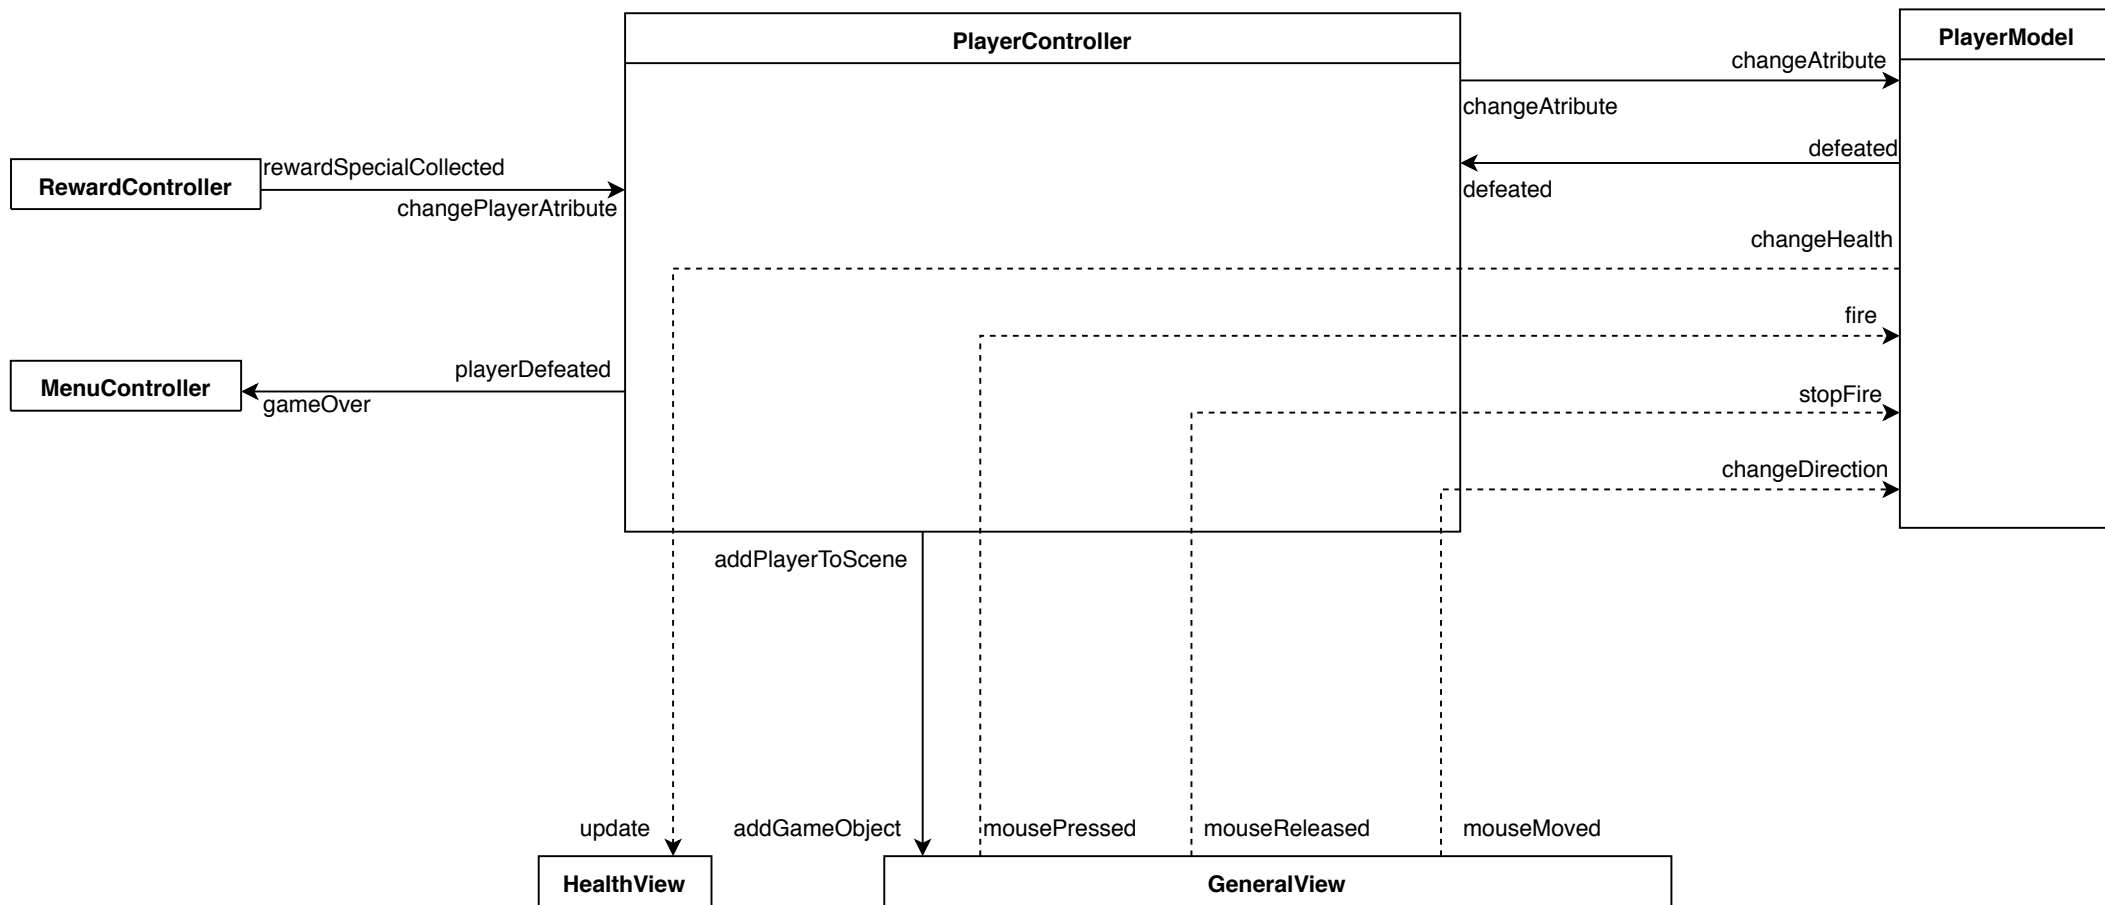 PlayerController
PlayerModel
changeAtribute
changeAtribute
defeated
rewardSpecialCollected
RewardController
defeated
changePlayerAtribute
changeHealth
fire
playerDefeated
MenuController
stopFire
gameOver
changeDirection
addPlayerToScene
update
addGameObject
mousePressed
mouseReleased
mouseMoved
HealthView
GeneralView